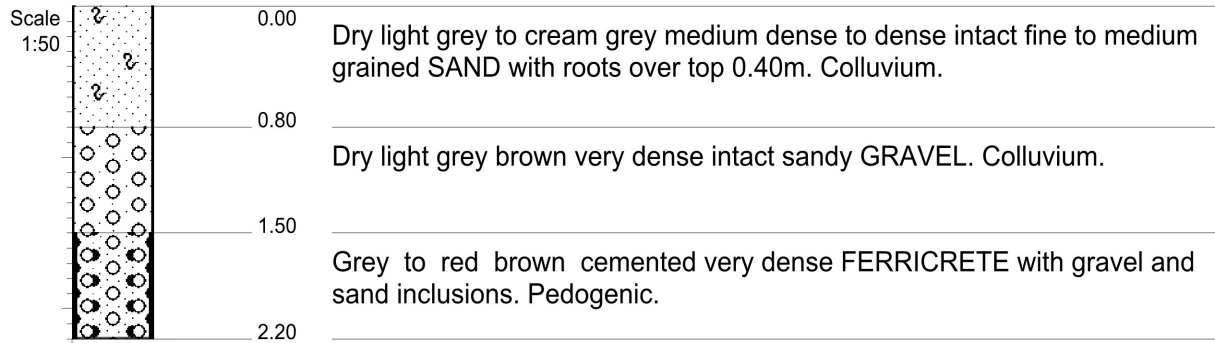 Scale
1:50
0.00
Dry light grey to cream grey medium dense to dense intact fine to medium
grained SAND with roots over top 0.40m. Colluvium.
0.80
Dry light grey brown very dense intact sandy GRAVEL. Colluvium.
1.50
Grey to red brown cemented very dense FERRICRETE with gravel and
sand inclusions. Pedogenic.
2.20